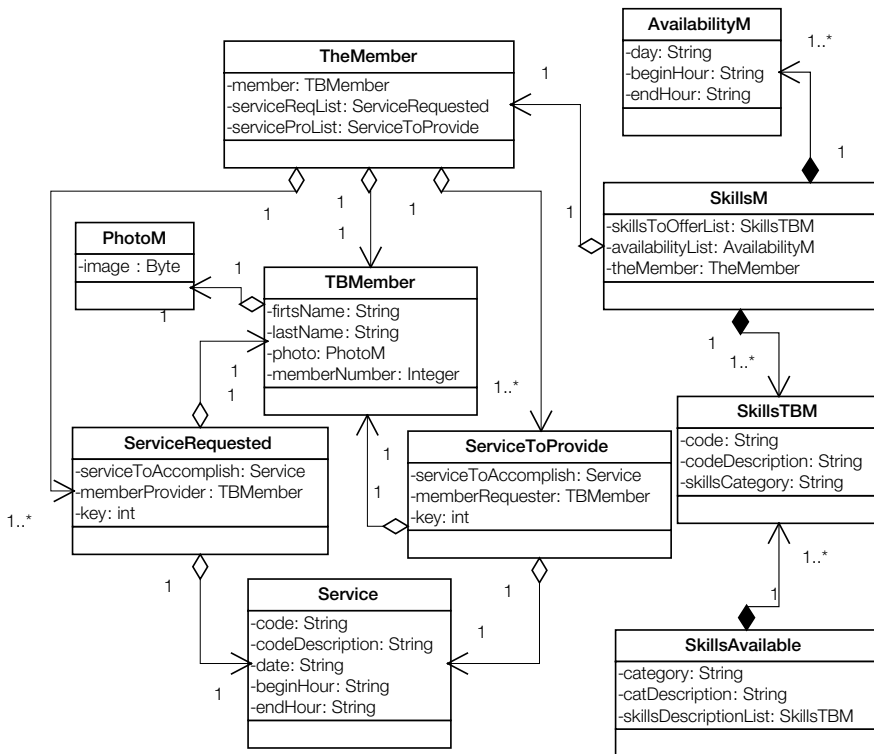 AvailabilityM
-day: String
-beginHour: String
-endHour: String
1..*
1
TheMember
-member: TBMember
-serviceReqList: ServiceRequested
-serviceProList: ServiceToProvide
1
1
1
1
1
1
SkillsM
-skillsToOfferList: SkillsTBM
-availabilityList: AvailabilityM
-theMember: TheMember
1
1..*
PhotoM
-image : Byte
1
1
TBMember
-firtsName: String
-lastName: String
-photo: PhotoM
-memberNumber: Integer
1
1
1..*
1
1
SkillsTBM
-code: String
-codeDescription: String
-skillsCategory: String
1..*
1
ServiceRequested
-serviceToAccomplish: Service
-memberProvider : TBMember
-key: int
1..*
1
1
ServiceToProvide
-serviceToAccomplish: Service
-memberRequester: TBMember
-key: int
1
1
Service
-code: String
-codeDescription: String
-date: String
-beginHour: String
-endHour: String
SkillsAvailable
-category: String
-catDescription: String
-skillsDescriptionList: SkillsTBM